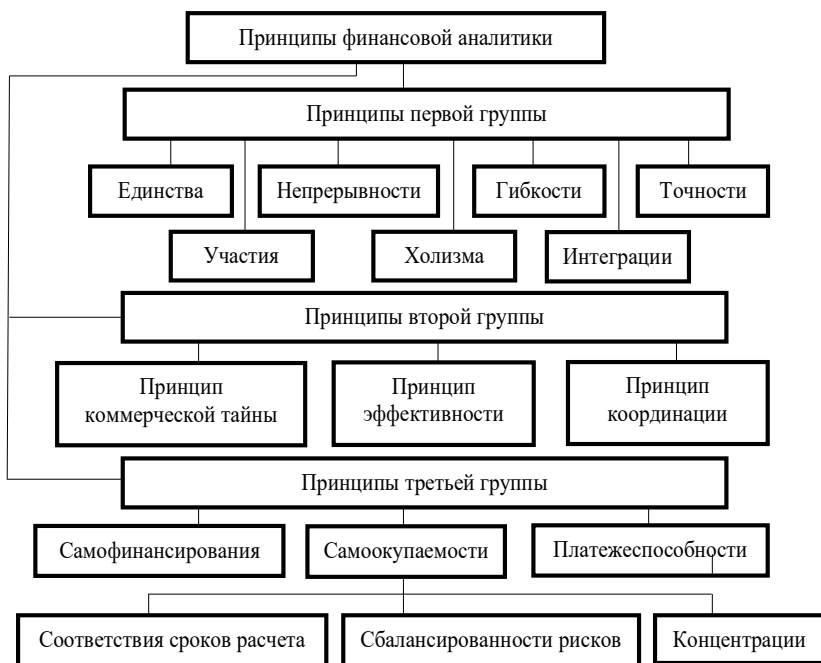 Принципы финансовой аналитики
Принципы первой группы
Единства
Непрерывности
Гибкости
Точности
Участия
Холизма
Интеграции
Принципы второй группы
Принцип
коммерческой тайны
Принцип
эффективности
Принцип
координации
Принципы третьей группы
Самофинансирования
Самоокупаемости
Платежеспособности
Соответствия сроков расчета
Сбалансированности рисков
Концентрации